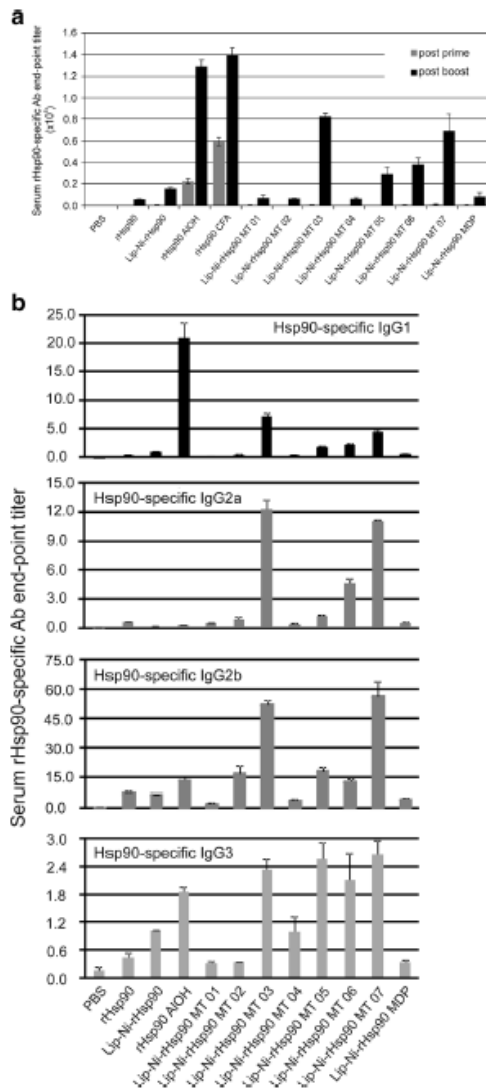 a
Serum rHsp90-specific Ab end-point titer
(x10⁵)
1.6
1.4
1.2
1.0
0.8
0.6
0.4
0.2
0.0
post prime
post boost
PBS
rHsp90
Lip-Ni-rHsp90
rHsp90 AlOH
rHsp90 CFA
Lip-Ni-rHsp90 MT 01
Lip-Ni-rHsp90 MT 02
Lip-Ni-rHsp90 MT 03
Lip-Ni-rHsp90 MT 04
Lip-Ni-rHsp90 MT 05
Lip-Ni-rHsp90 MT 06
Lip-Ni-rHsp90 MT 07
Lip-Ni-rHsp90 MDP
b
Serum rHsp90-specific Ab end-point titer
Hsp90-specific IgG1
25.0
20.0
15.0
10.0
5.0
0.0
Hsp90-specific IgG2a
15.0
12.0
9.0
6.0
3.0
0.0
Hsp90-specific IgG2b
75.0
60.0
45.0
30.0
15.0
0.0
Hsp90-specific IgG3
3.0
2.4
1.8
1.2
0.6
0.0
PBS
rHsp90
Lip-Ni-rHsp90
rHsp90 AlOH
Lip-Ni-rHsp90 MT 01
Lip-Ni-rHsp90 MT 02
Lip-Ni-rHsp90 MT 03
Lip-Ni-rHsp90 MT 04
Lip-Ni-rHsp90 MT 05
Lip-Ni-rHsp90 MT 06
Lip-Ni-rHsp90 MT 07
Lip-Ni-rHsp90 MDP